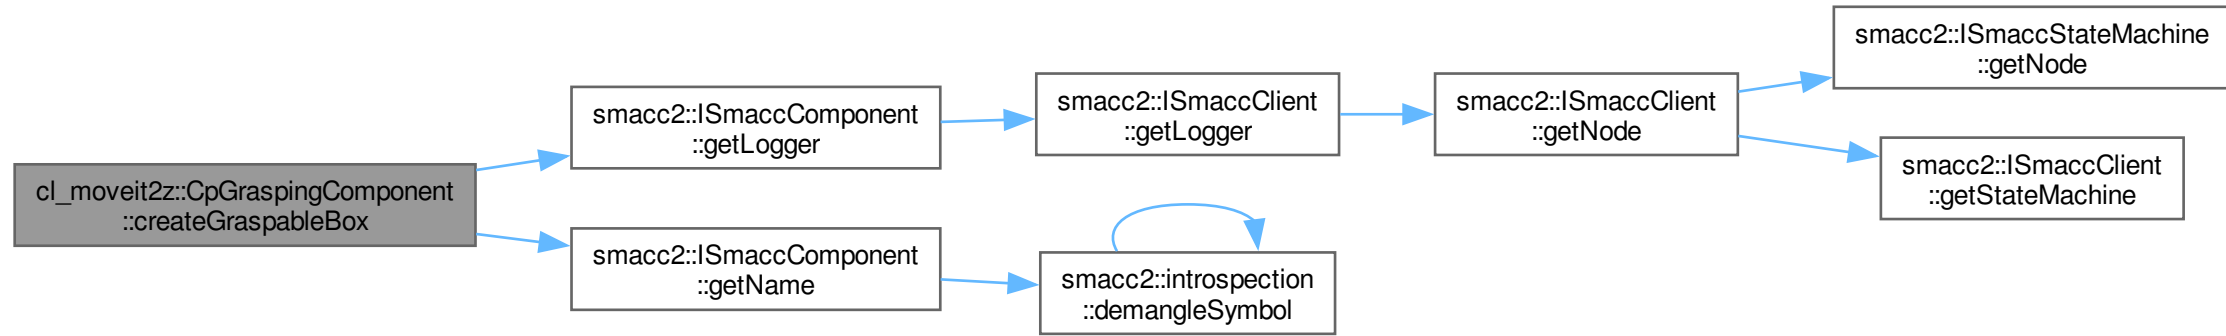 cl_moveit2z::CpGraspingComponent
::createGraspableBox
smacc2::ISmaccComponent
::getLogger
smacc2::ISmaccClient
::getLogger
smacc2::ISmaccClient
::getNode
smacc2::ISmaccStateMachine
::getNode
smacc2::ISmaccClient
::getStateMachine
smacc2::ISmaccComponent
::getName
smacc2::introspection
::demangleSymbol